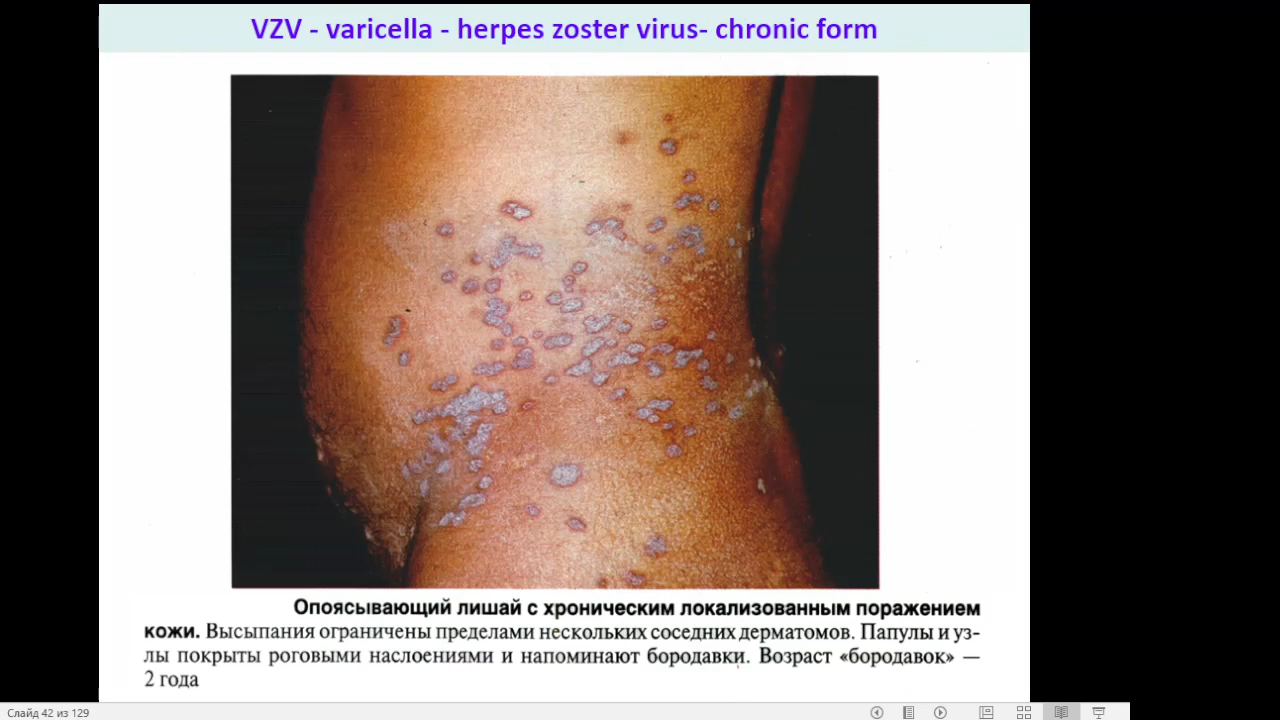 VZV - varicella - herpes zoster virus- chronic form
Опоясывающий лишай с хроническим локализованным поражением
кожи. Высыпания ограничены пределами нескольких соседних дерматомов. Папулы и уз-
лы покрыты роговыми наслоениями и напоминают бородавки. Возраст «бородавок» —
2 года
Слайд 42 из 129